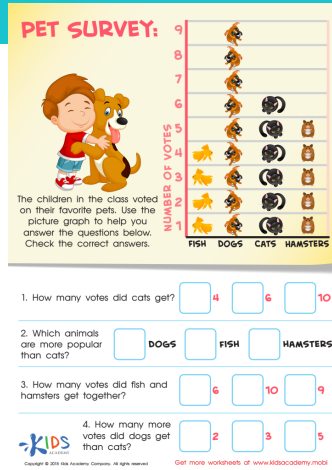 PET SURVEY:
9
8
7
6
5
4
3
2
1
NUMBER OF VOTES
FISH DOGS CATS HAMSTERS
The children in the class voted
on their favorite pets. Use the
picture graph to help you
answer the questions below.
Check the correct answers.
1. How many votes did cats get? 4 6 10
2. Which animals
are more popular
than cats?
DOGS FISH HAMSTERS
3. How many votes did fish and
hamsters get together?
6 10 9
4. How many more
votes did dogs get
than cats?
2 3 5
KIDS
ACADEMY
Copyright © 2016 Kids Academy Company. All rights reserved
Get more worksheets at www.kidsacademy.mobi